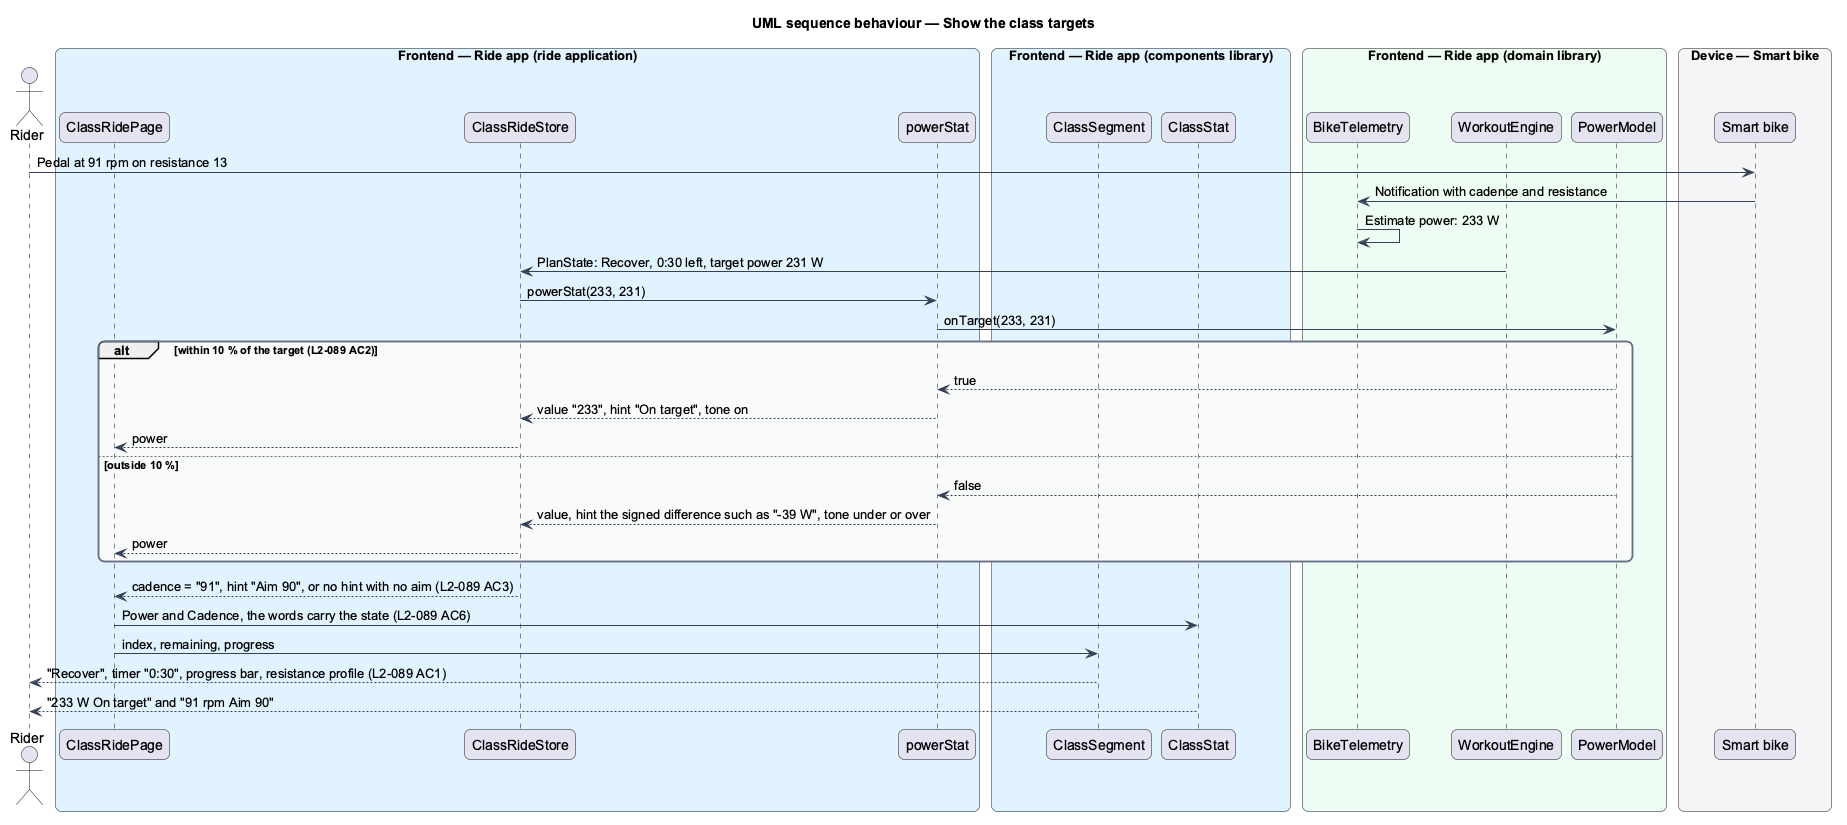 UML sequence behaviour — Show the class targets
Frontend — Ride app (ride application)
Frontend — Ride app (components library)
Frontend — Ride app (domain library)
Device — Smart bike
Rider
ClassRidePage
ClassRideStore
powerStat
ClassSegment
ClassStat
BikeTelemetry
WorkoutEngine
PowerModel
Smart bike
Pedal at 91 rpm on resistance 13
Notification with cadence and resistance
Estimate power: 233 W
PlanState: Recover, 0:30 left, target power 231 W
powerStat(233, 231)
onTarget(233, 231)
alt
[within 10 % of the target (L2-089 AC2)]
true
value "233", hint "On target", tone on
power
[outside 10 %]
false
value, hint the signed difference such as "-39 W", tone under or over
power
cadence = "91", hint "Aim 90", or no hint with no aim (L2-089 AC3)
Power and Cadence, the words carry the state (L2-089 AC6)
index, remaining, progress
"Recover", timer "0:30", progress bar, resistance profile (L2-089 AC1)
"233 W On target" and "91 rpm Aim 90"
Rider
ClassRidePage
ClassRideStore
powerStat
ClassSegment
ClassStat
BikeTelemetry
WorkoutEngine
PowerModel
Smart bike